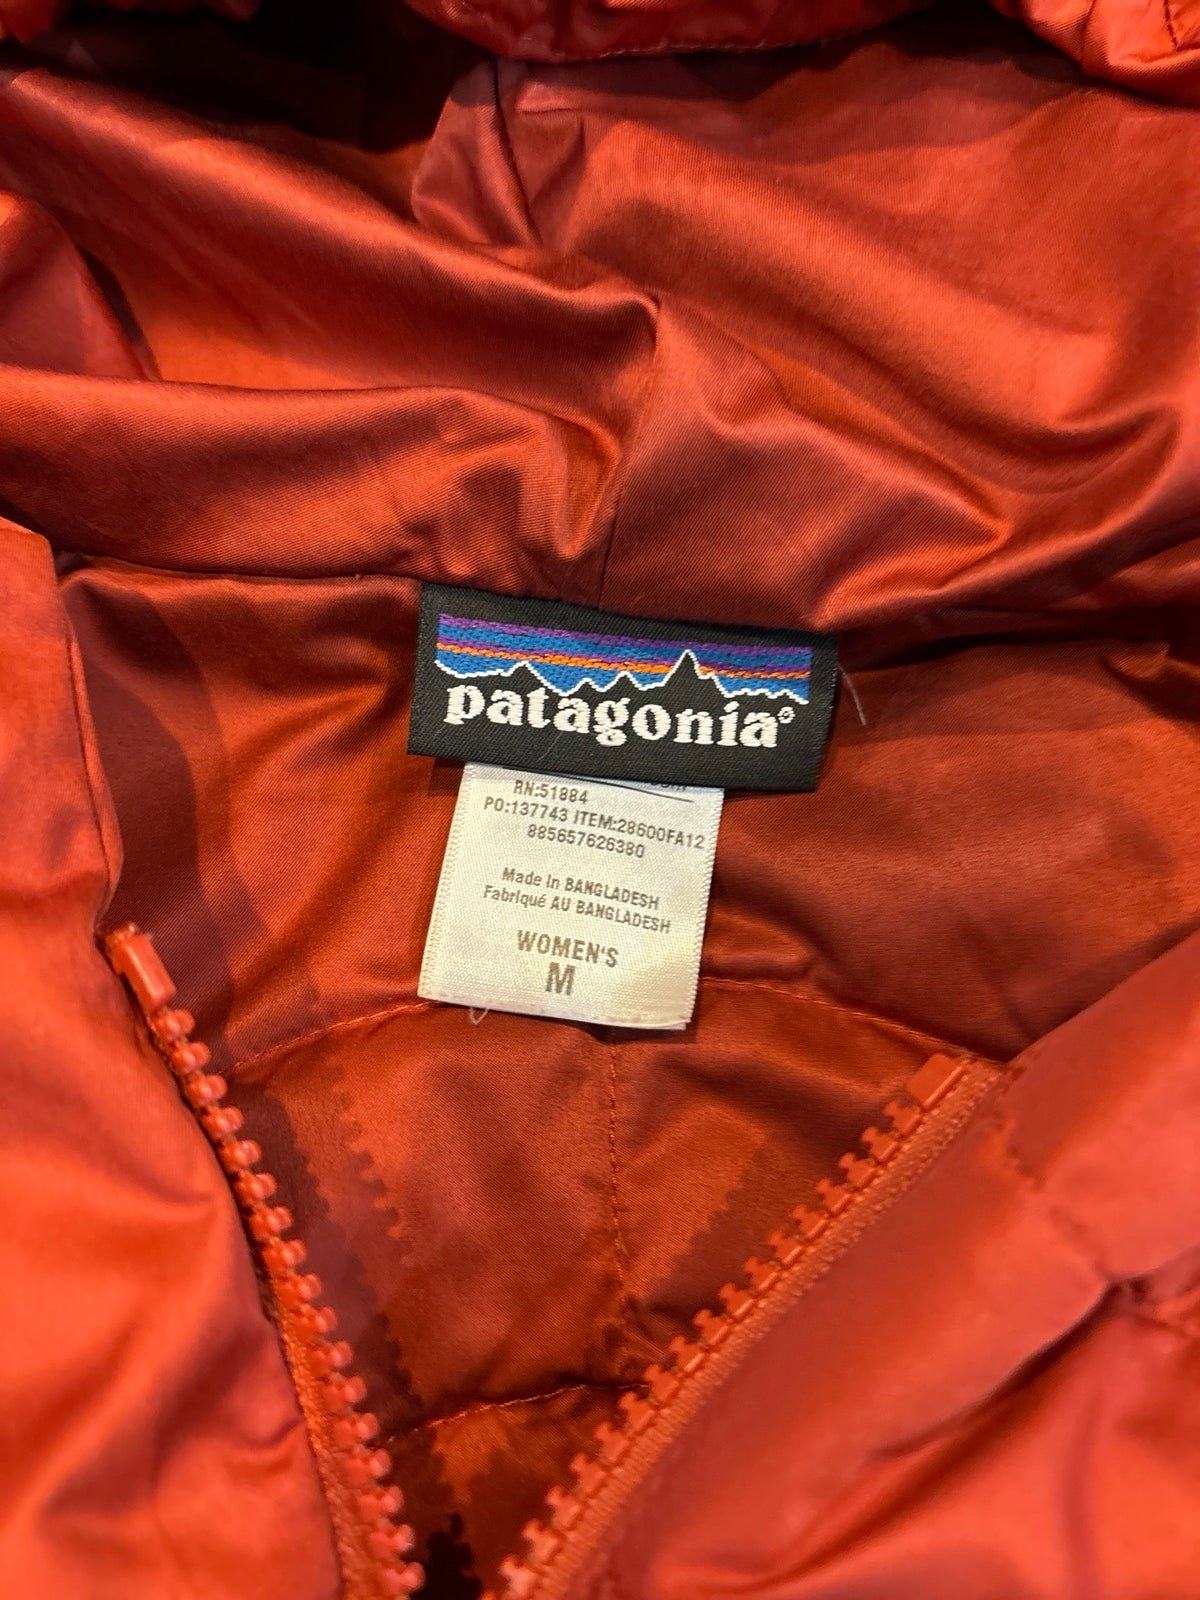 patagonia®
RN:51884
PO:137743 ITEM:28600FA12
885657626380
Made in BANGLADESH
Fabriqué AU BANGLADESH
WOMEN'S
M